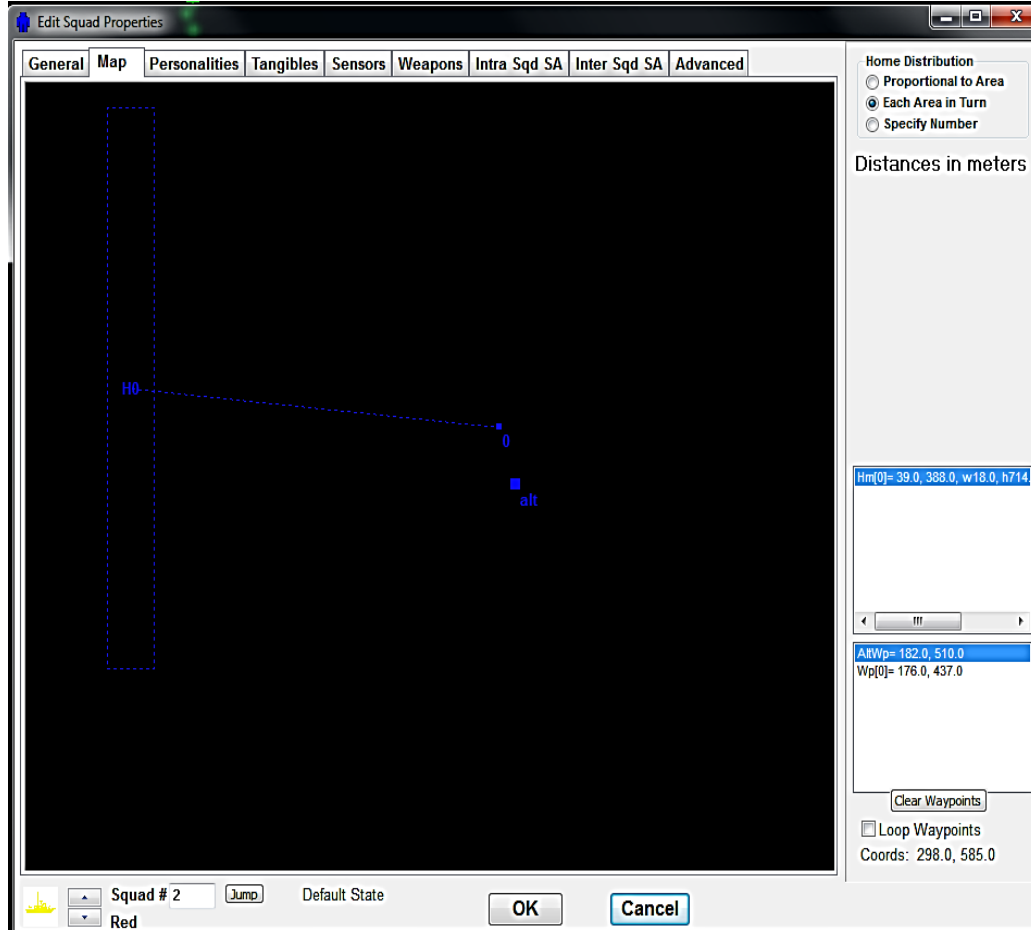 Edit Squad Properties
General Map Personalities Tangibles Sensors Weapons Intra Sqd SA Inter Sqd SA Advanced
Home Distribution
Proportional to Area
Each Area in Turn
Specify Number
Distances in meters
H0
0
alt
Hm[0]= 39.0, 388.0, w18.0, h714.
AltWp= 182.0, 510.0
Wp[0]= 176.0, 437.0
Clear Waypoints
Loop Waypoints
Coords: 298.0, 585.0
Squad # 2 Jump Default State OK Cancel
Red